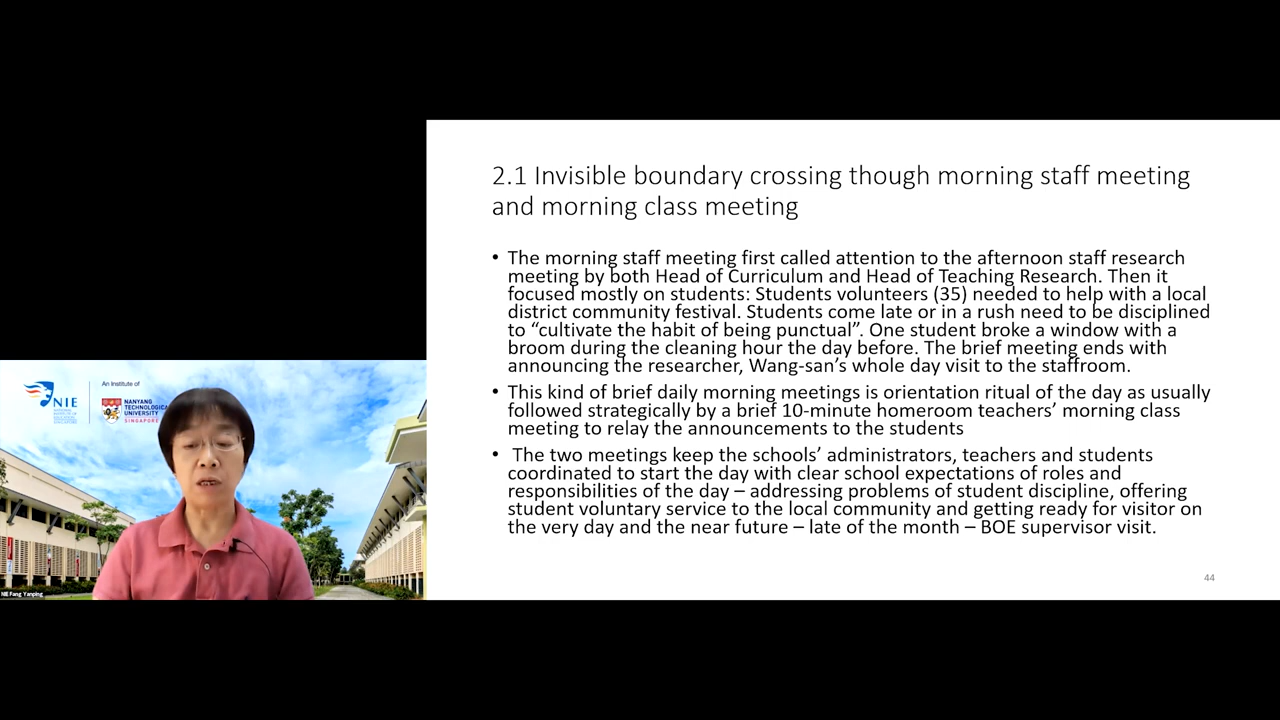 2.1 Invisible boundary crossing though morning staff meeting
and morning class meeting
• The morning staff meeting first called attention to the afternoon staff research
meeting by both Head of Curriculum and Head of Teaching Research. Then it
focused mostly on students: Students volunteers (35) needed to help with a local
district community festival. Students come late or in a rush need to be disciplined
to “cultivate the habit of being punctual”. One student broke a window with a
broom during the cleaning hour the day before. The brief meeting ends with
announcing the researcher, Wang-san’s whole day visit to the staffroom.
• This kind of brief daily morning meetings is orientation ritual of the day as usually
followed strategically by a brief 10-minute homeroom teachers’ morning class
meeting to relay the announcements to the students
• The two meetings keep the schools’ administrators, teachers and students
coordinated to start the day with clear school expectations of roles and
responsibilities of the day – addressing problems of student discipline, offering
student voluntary service to the local community and getting ready for visitor on
the very day and the near future – late of the month – BOE supervisor visit.
44
An Institute of
NIE
NANYANG
TECHNOLOGICAL
UNIVERSITY
SINGAPORE
NIE Fang Yanping